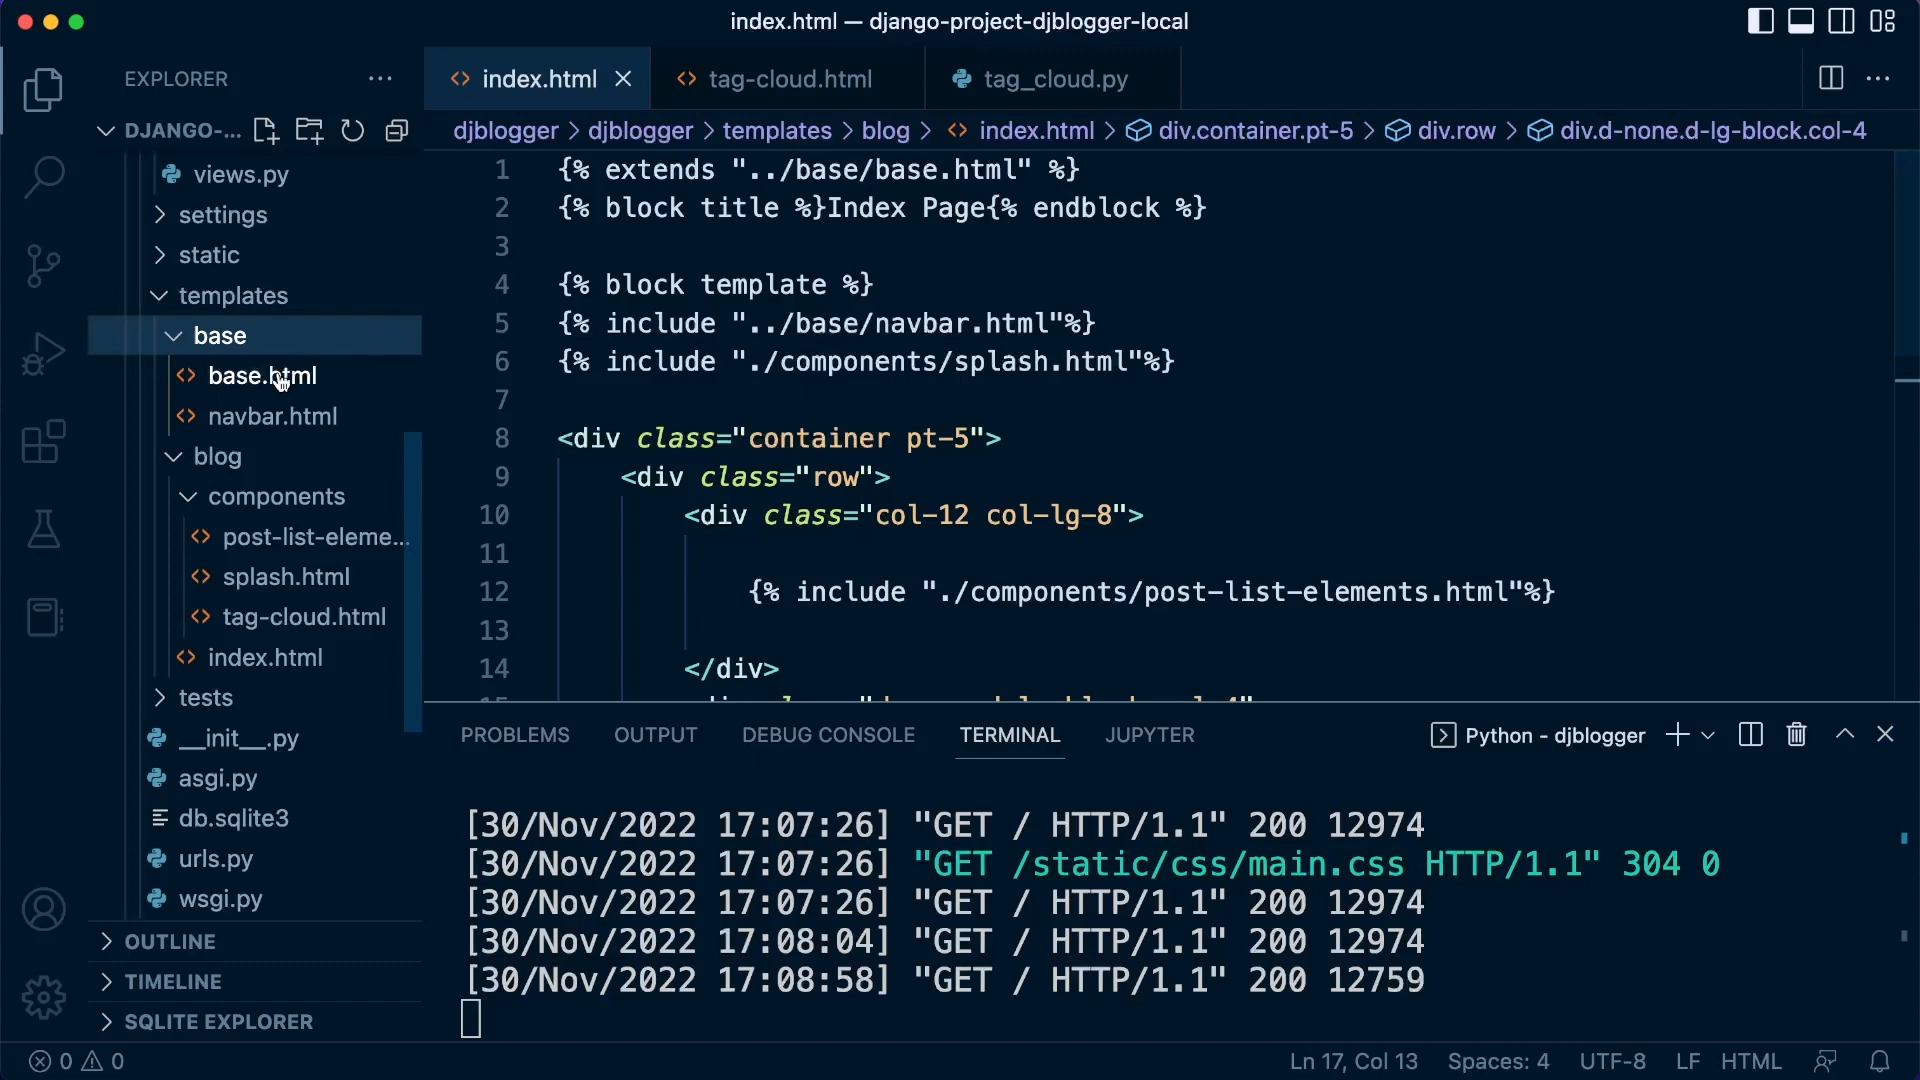 index.html — django-project-djblogger-local
EXPLORER
DJANGO-...
views.py
settings
static
templates
base
base.html
navbar.html
blog
components
post-list-eleme...
splash.html
tag-cloud.html
index.html
tests
__init__.py
asgi.py
db.sqlite3
urls.py
wsgi.py
OUTLINE
TIMELINE
SQLITE EXPLORER
index.html
tag-cloud.html
tag_cloud.py
djblogger > djblogger > templates > blog > index.html > div.container.pt-5 > div.row > div.d-none.d-lg-block.col-4
1 {% extends "../base/base.html" %}
2 {% block title %}Index Page{% endblock %}
3
4 {% block template %}
5 {% include "../base/navbar.html"%}
6 {% include "./components/splash.html"%}
7
8 <div class="container pt-5">
9 <div class="row">
10 <div class="col-12 col-lg-8">
11
12 {% include "./components/post-list-elements.html"%}
13
14 </div>
PROBLEMS OUTPUT DEBUG CONSOLE TERMINAL JUPYTER Python - djblogger
[30/Nov/2022 17:07:26] "GET / HTTP/1.1" 200 12974
[30/Nov/2022 17:07:26] "GET /static/css/main.css HTTP/1.1" 304 0
[30/Nov/2022 17:07:26] "GET / HTTP/1.1" 200 12974
[30/Nov/2022 17:08:04] "GET / HTTP/1.1" 200 12974
[30/Nov/2022 17:08:58] "GET / HTTP/1.1" 200 12759
0 0 Ln 17, Col 13 Spaces: 4 UTF-8 LF HTML